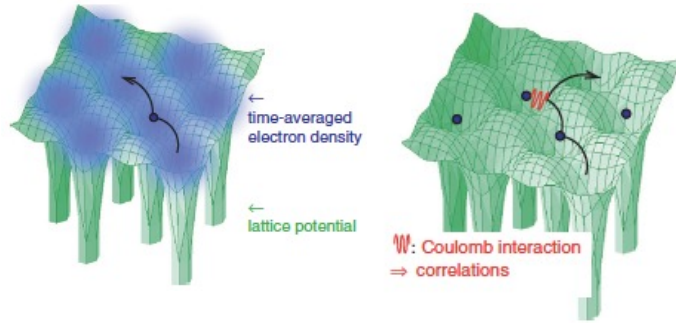 ←
time-averaged
electron density
←
lattice potential
: Coulomb interaction
⇒ correlations